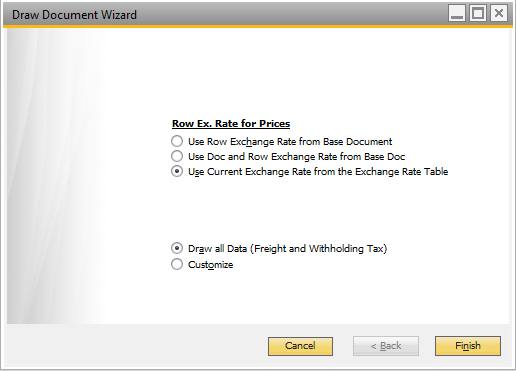 Draw Document Wizard
Row Ex. Rate for Prices
Use Row Exchange Rate from Base Document
Use Doc and Row Exchange Rate from Base Doc
Use Current Exchange Rate from the Exchange Rate Table
Draw all Data (Freight and Withholding Tax)
Customize
Cancel
< Back
Finish